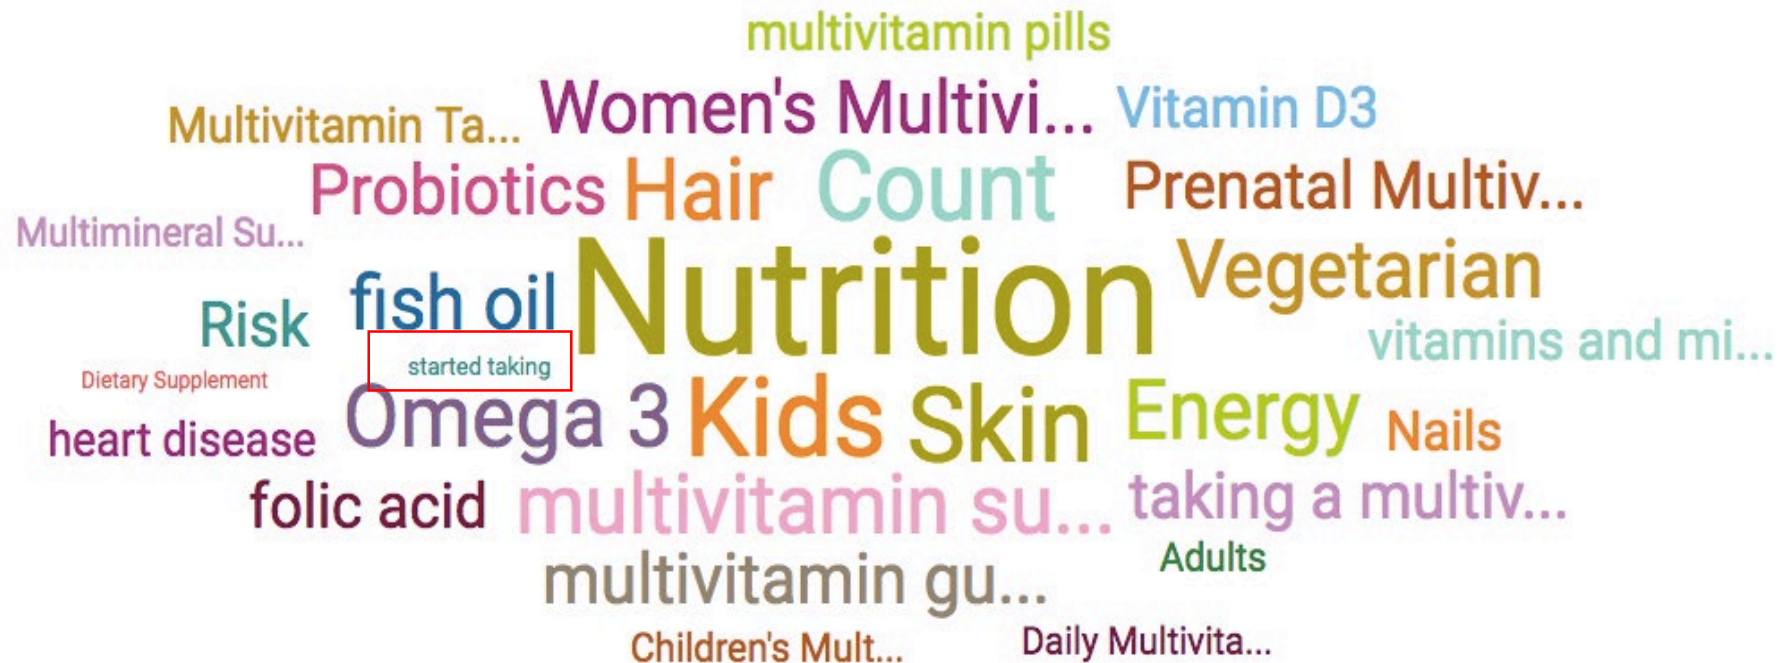 multivitamin pills
Multivitamin Ta... Women's Multivi... Vitamin D3
Probiotics Hair Count Prenatal Multiv...
Multimineral Su...
fish oil Nutrition Vegetarian
Risk vitamins and mi...
started taking
Dietary Supplement
heart disease Omega 3 Kids Skin Energy Nails
folic acid multivitamin su... taking a multiv...
multivitamin gu... Adults
Children's Mult... Daily Multivita...